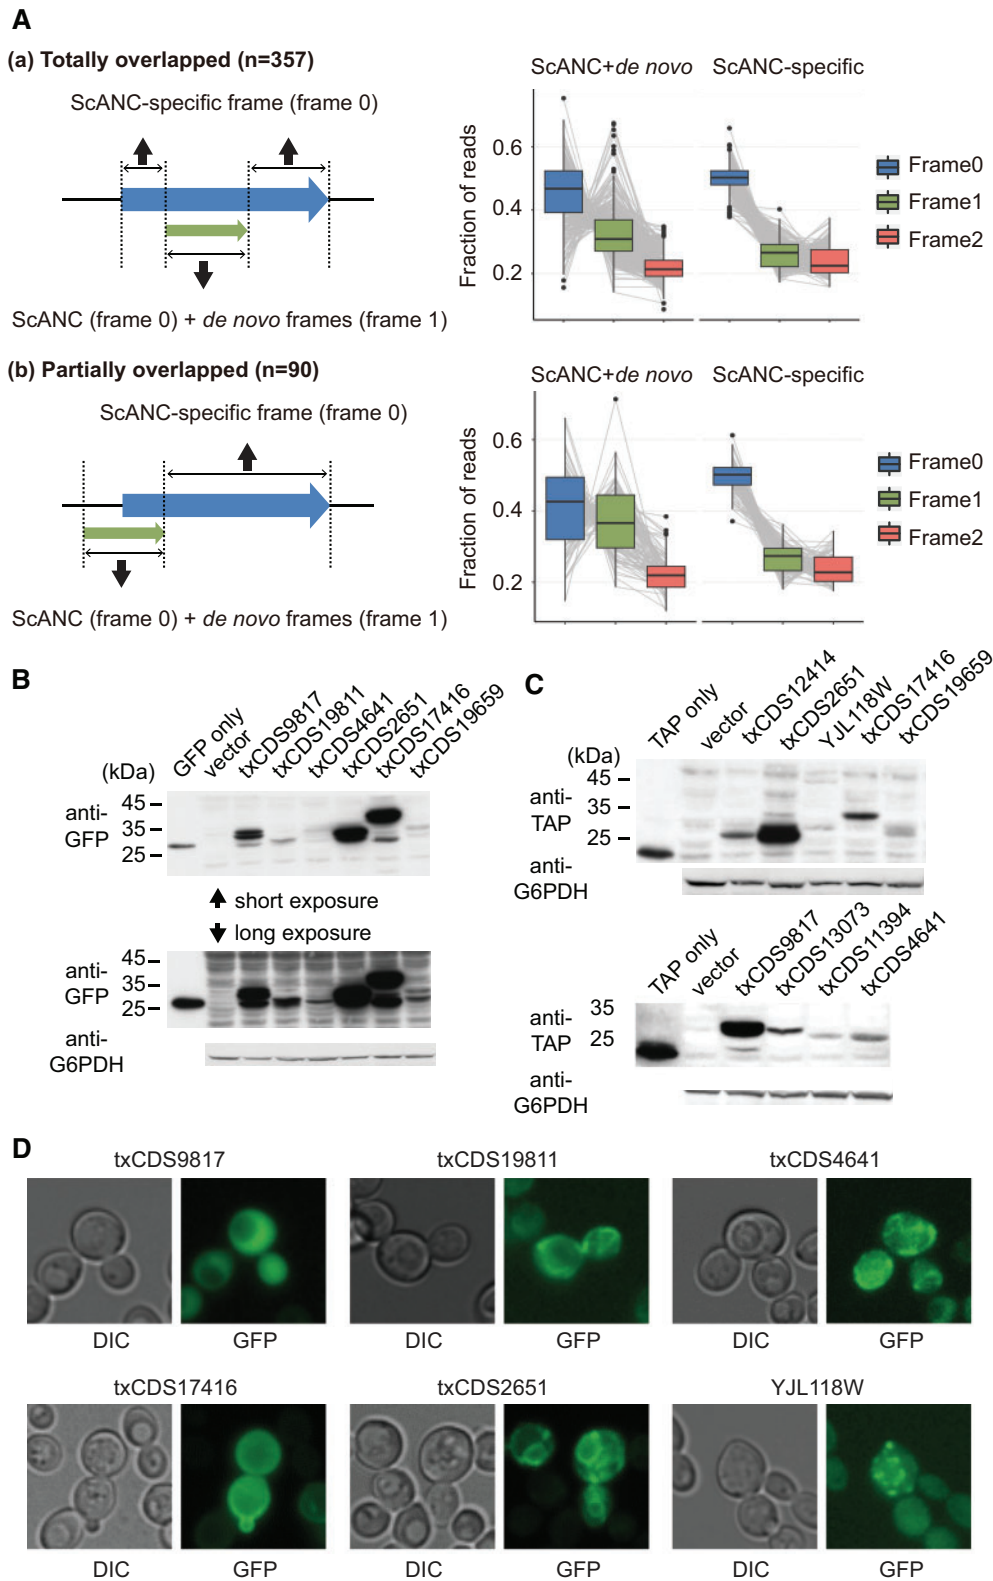 A
(a) Totally overlapped (n=357)
ScANC-specific frame (frame 0)
ScANC (frame 0) + de novo frames (frame 1)
ScANC+de novo
ScANC-specific
Fraction of reads
0.6
0.4
0.2
Frame0
Frame1
Frame2
(b) Partially overlapped (n=90)
ScANC-specific frame (frame 0)
ScANC (frame 0) + de novo frames (frame 1)
ScANC+de novo
ScANC-specific
Fraction of reads
0.6
0.4
0.2
Frame0
Frame1
Frame2
B
GFP only
vector
txCDS9817
txCDS19811
txCDS4641
txCDS2651
txCDS17416
txCDS19659
(kDa)
anti-
GFP
45
35
25
short exposure
long exposure
anti-
GFP
45
35
25
anti-
G6PDH
C
TAP only
vector
txCDS12414
txCDS2651
YJL118W
txCDS17416
txCDS19659
(kDa)
45
35
25
anti-
TAP
anti-
G6PDH
TAP only
vector
txCDS9817
txCDS13073
txCDS11394
txCDS4641
35
25
anti-
TAP
anti-
G6PDH
D
txCDS9817
DIC
GFP
txCDS19811
DIC
GFP
txCDS4641
DIC
GFP
txCDS17416
DIC
GFP
txCDS2651
DIC
GFP
YJL118W
DIC
GFP